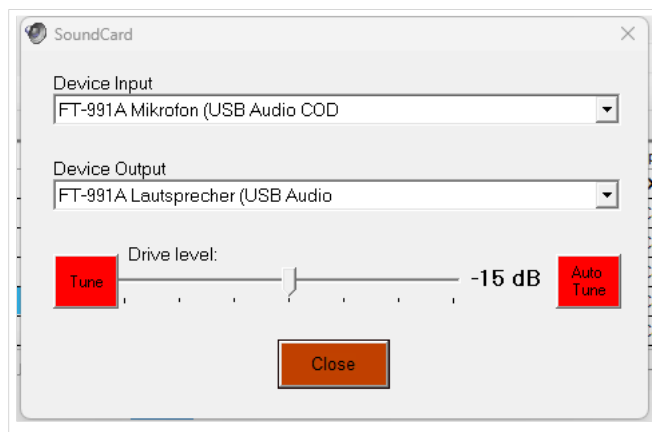 SoundCard
Device Input
FT-991A Mikrofon (USB Audio COD
Device Output
FT-991A Lautsprecher (USB Audio
Drive level:
Tune
-15 dB
Auto
Tune
Close